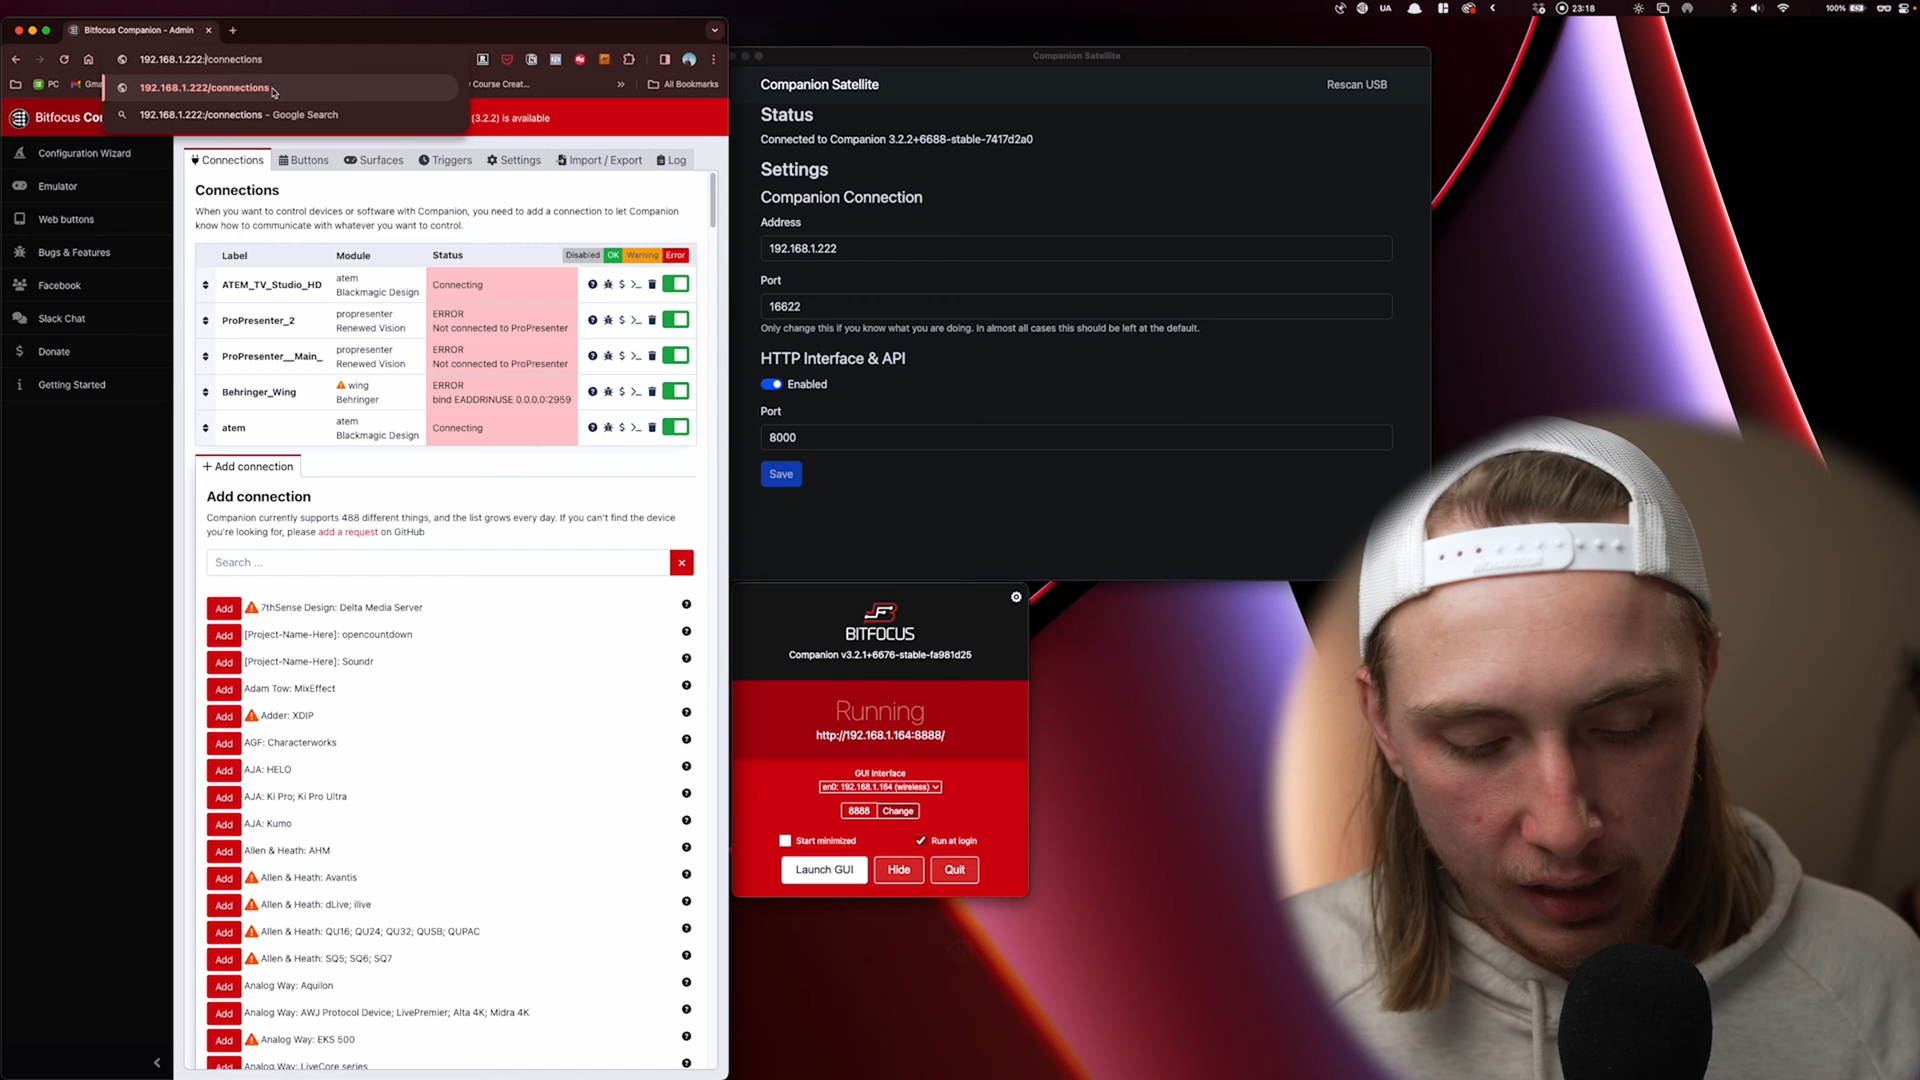 UA
23:18
100%
Bitfocus Companion - Admin
192.168.1.222:/connections
PC
Gma
Course Creat...
»
All Bookmarks
192.168.1.222/connections
192.168.1.222:/connections - Google Search
Bitfocus Co
(3.2.2) is available
Configuration Wizard
Emulator
Web buttons
Bugs & Features
Facebook
Slack Chat
Donate
Getting Started
Connections
Buttons
Surfaces
Triggers
Settings
Import / Export
Log
Connections
When you want to control devices or software with Companion, you need to add a connection to let Companion
know how to communicate with whatever you want to control.
Label Module Status Disabled OK Warning Error
ATEM_TV_Studio_HD
atem
Blackmagic Design
Connecting
ProPresenter_2
propresenter
Renewed Vision
ERROR
Not connected to ProPresenter
ProPresenter__Main_
propresenter
Renewed Vision
ERROR
Not connected to ProPresenter
Behringer_Wing
wing
Behringer
ERROR
bind EADDRINUSE 0.0.0.0:2959
atem
atem
Blackmagic Design
Connecting
+ Add connection
Add connection
Companion currently supports 488 different things, and the list grows every day. If you can't find the device
you're looking for, please add a request on GitHub
Search ...
Add 7thSense Design: Delta Media Server
Add [Project-Name-Here]: opencountdown
Add [Project-Name-Here]: Soundr
Add Adam Tow: MixEffect
Add Adder: XDIP
Add AGF: Characterworks
Add AJA: HELO
Add AJA: Ki Pro; Ki Pro Ultra
Add AJA: Kumo
Add Allen & Heath: AHM
Add Allen & Heath: Avantis
Add Allen & Heath: dLive; ilive
Add Allen & Heath: QU16; QU24; QU32; QUSB; QUPAC
Add Allen & Heath: SQ5; SQ6; SQ7
Add Analog Way: Aquilon
Add Analog Way: AWJ Protocol Device; LivePremier; Alta 4K; Midra 4K
Add Analog Way: EKS 500
Add Analog Way: LiveCore series
Companion Satellite
Companion Satellite
Rescan USB
Status
Connected to Companion 3.2.2+6688-stable-7417d2a0
Settings
Companion Connection
Address
192.168.1.222
Port
16622
Only change this if you know what you are doing. In almost all cases this should be left at the default.
HTTP Interface & API
Enabled
Port
8000
Save
BITFOCUS
Companion v3.2.1+6676-stable-fa981d25
Running
http://192.168.1.164:8888/
GUI Interface
en0: 192.168.1.164 (wireless)
8888 Change
Start minimized
Run at login
Launch GUI
Hide
Quit